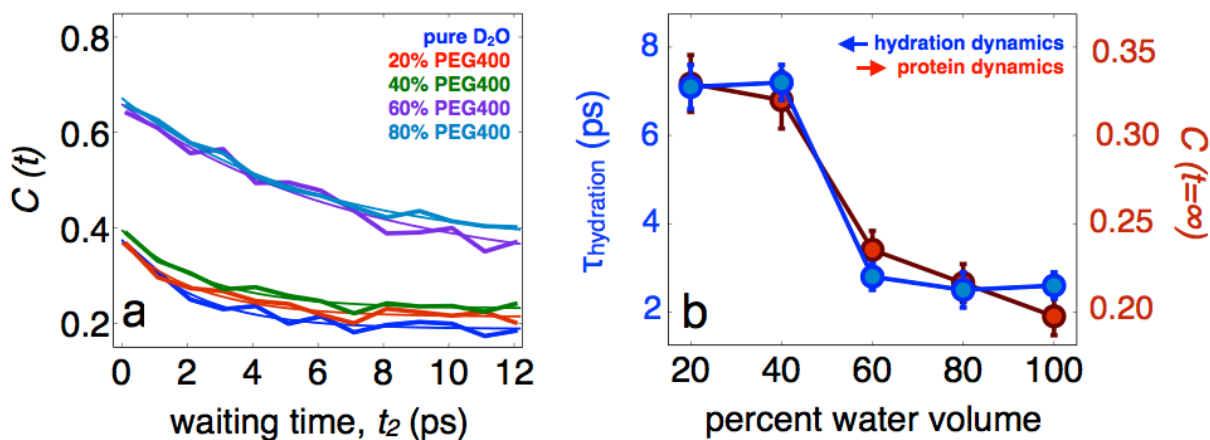 0.8
0.6
0.4
0.2
C (t)
pure D₂O
20% PEG400
40% PEG400
60% PEG400
80% PEG400
a
0 2 4 6 8 10 12
waiting time, t₂ (ps)
8
6
4
2
τhydration (ps)
hydration dynamics
protein dynamics
b
0.35
0.30
0.25
0.20
C (t=∞)
20 40 60 80 100
percent water volume